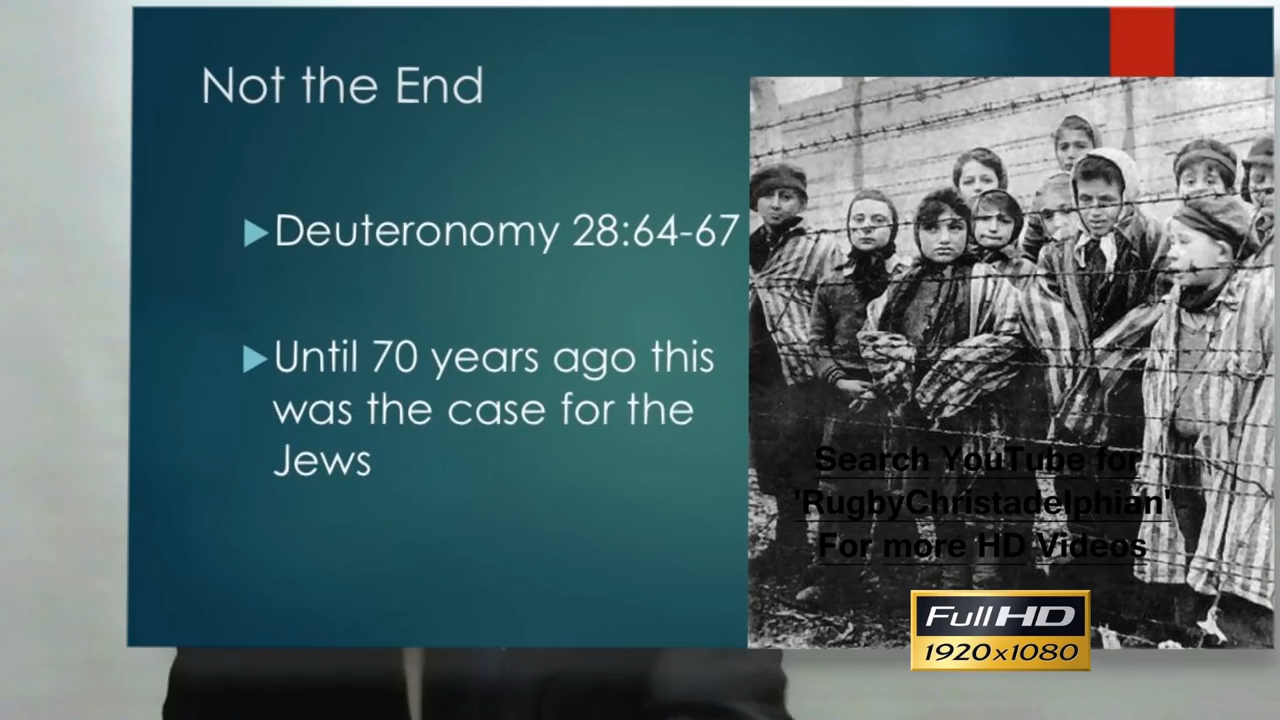 Not the End
Deuteronomy 28:64-67
Until 70 years ago this
was the case for the
Jews
Search YouTube for
'RugbyChristadelphian'
For more HD Videos
Full HD
1920x1080